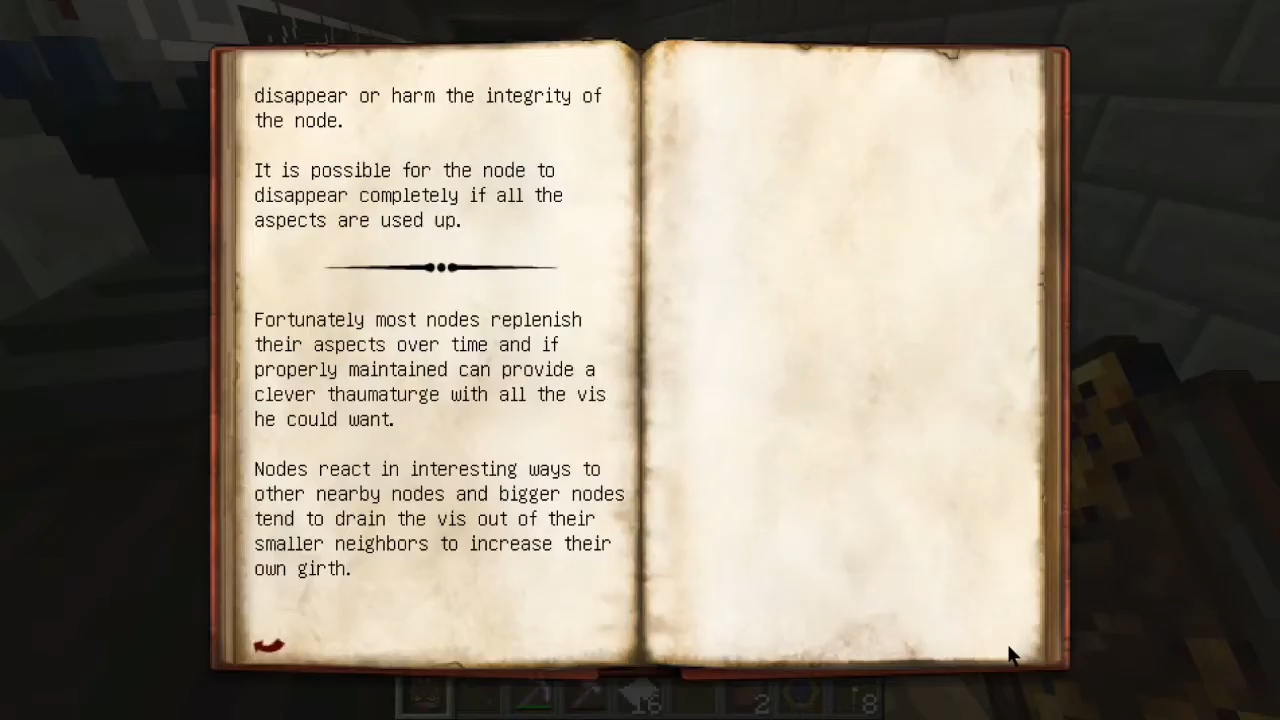 disappear or harm the integrity of
the node.
It is possible for the node to
disappear completely if all the
aspects are used up.
Fortunately most nodes replenish
their aspects over time and if
properly maintained can provide a
clever thaumaturge with all the vis
he could want.
Nodes react in interesting ways to
other nearby nodes and bigger nodes
tend to drain the vis out of their
smaller neighbors to increase their
own girth.
16 2 8